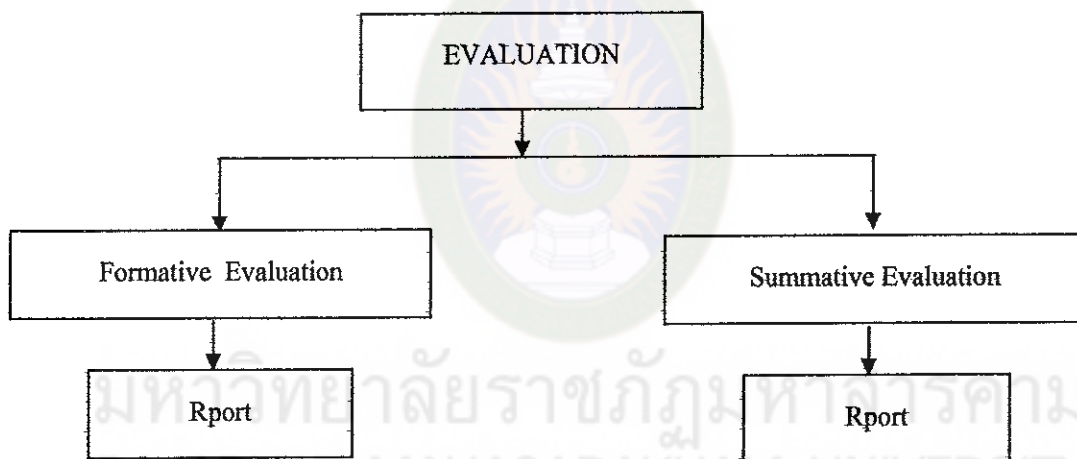 EVALUATION
Formative Evaluation
Summative Evaluation
มหาวิทยาลัยราชภัฏมหาสารคาม
Rport
Rport